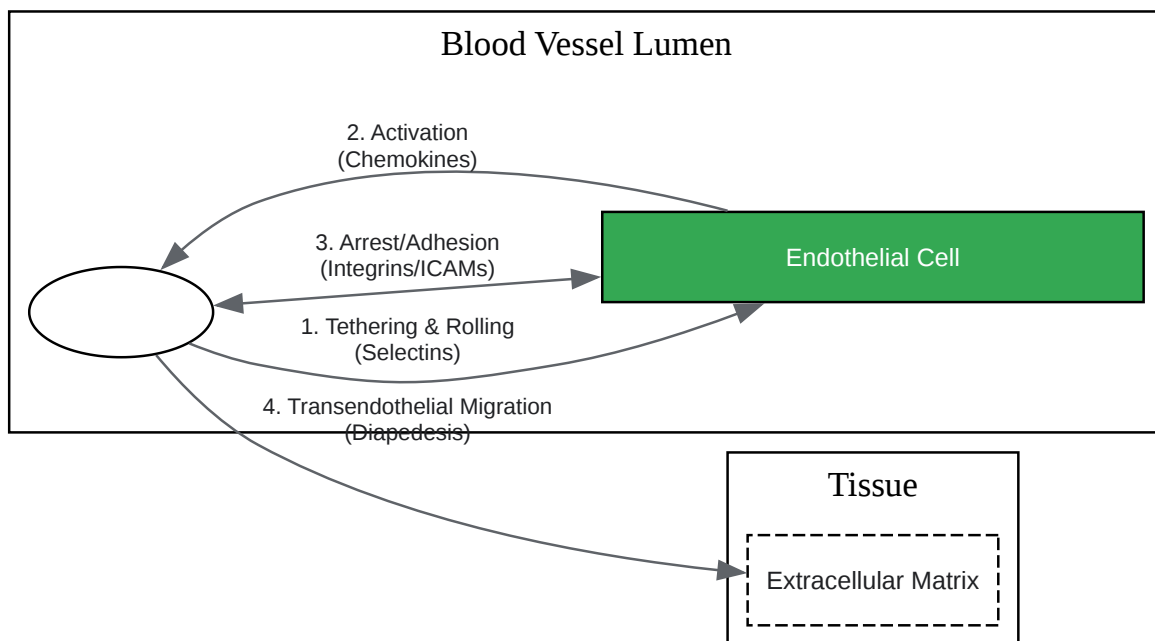 Blood Vessel Lumen
2. Activation
(Chemokines)
3. Arrest/Adhesion
(Integrins/ICAMs)
Endothelial Cell
1. Tethering & Rolling
(Selectins)
4. Transendothelial Migration
(Diapedesis)
Tissue
Extracellular Matrix